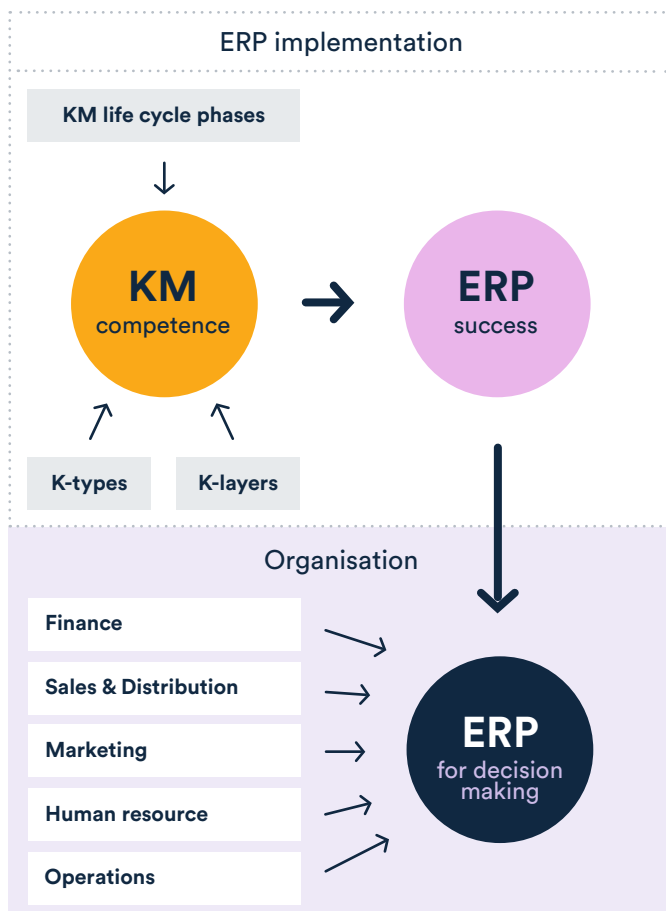 ERP implementation
KM life cycle phases
KM
competence
ERP
success
K-types
K-layers
Organisation
Finance
Sales & Distribution
Marketing
Human resource
Operations
ERP
for decision
making